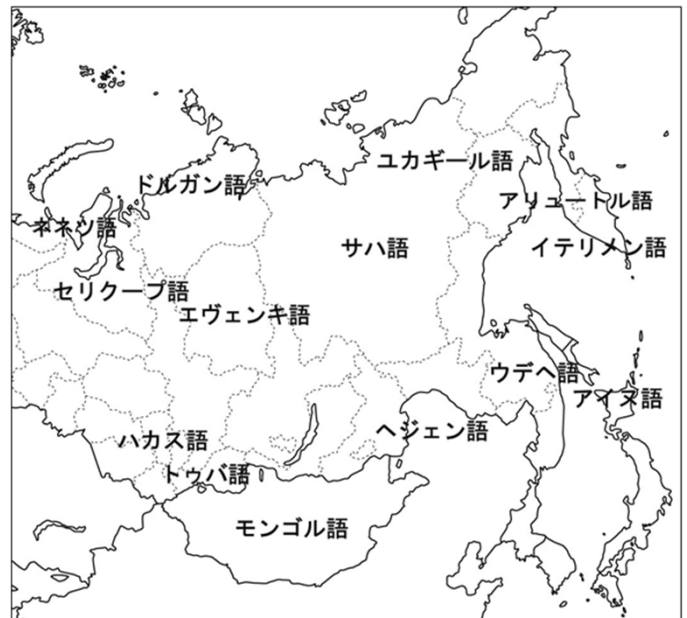 ユカギール語
ドルガン語
アリュートル語
ネネツ語
サハ語
イテリメン語
セリクープ語
エヴェンキ語
ウデヘ語
アイヌ語
ヘジェン語
ハカス語
トゥバ語
モンゴル語